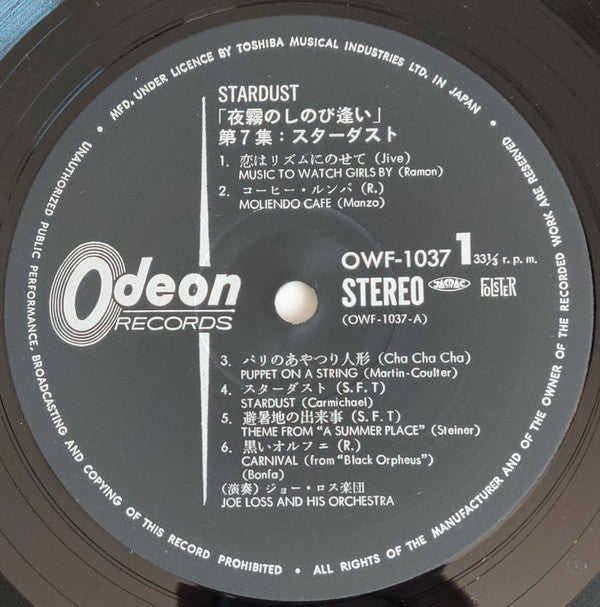 • MFD. UNDER LICENCE BY TOSHIBA MUSICAL INDUSTRIES LTD. IN JAPAN •
STARDUST
「夜霧のしのび逢い」
第7集：スターダスト
1. 恋はリズムにのせて (Jive)
MUSIC TO WATCH GIRLS BY (Ramon)
2. コーヒー・ルンバ (R.)
MOLIENDO CAFE (Manzo)
Odeon
RECORDS
OWF-1037 1 33⅓ r. p. m.
STEREO JASRAC FOLSTER
(OWF-1037-A)
3. パリのあやつり人形 (Cha Cha Cha)
PUPPET ON A STRING (Martin-Coulter)
4. スターダスト (S. F. T)
STARDUST (Carmichael)
5. 避暑地の出来事 (S. F. T)
THEME FROM "A SUMMER PLACE" (Steiner)
6. 黒いオルフェ (R.)
CARNIVAL (from "Black Orpheus")
(Bonfa)
(演奏) ジョー・ロス楽団
JOE LOSS AND HIS ORCHESTRA
ALL RIGHTS OF THE MANUFACTURER AND OF THE OWNER OF THE RECORDED WORK ARE RESERVED
• UNAUTHORIZED PUBLIC PERFORMANCE, BROADCASTING AND COPYING OF THIS RECORD PROHIBITED •